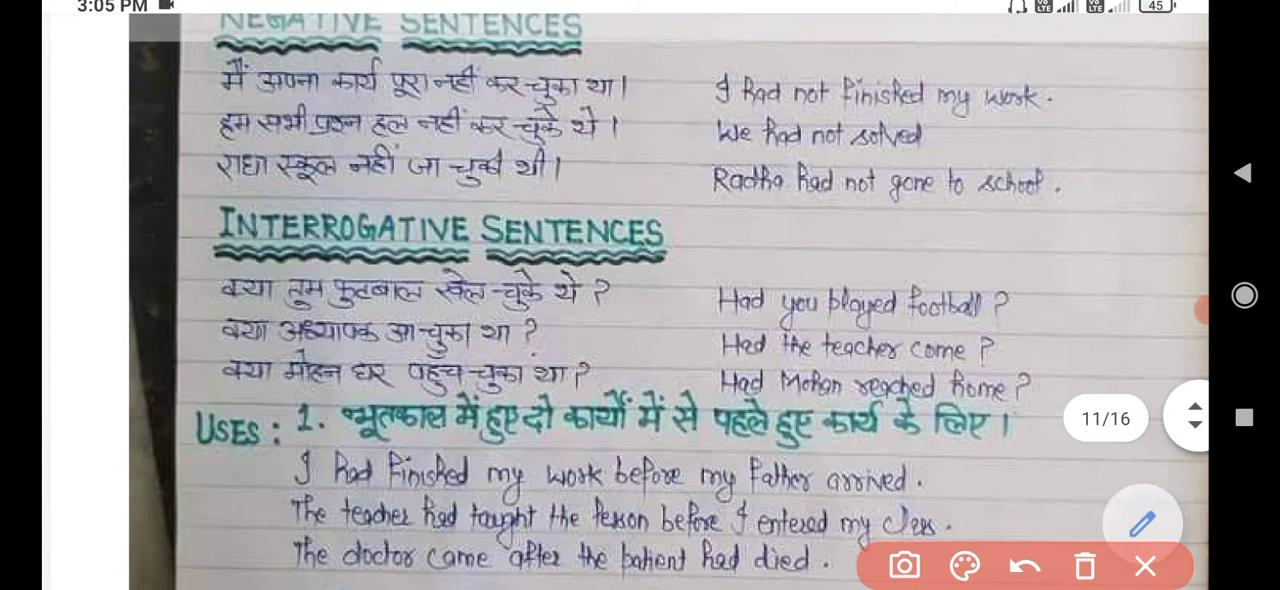 3:05 PM
Vo LTE Vo LTE 45
NEGATIVE SENTENCES
मैं अपना कार्य पूरा नहीं कर चुका था। I had not finished my work.
हम सभी प्रश्न हल नहीं कर चुके थे। We had not solved
राधा स्कूल नहीं जा चुकी थी। Radha had not gone to school.
INTERROGATIVE SENTENCES
क्या तुम फुटबाल खेल चुके थे? Had you played football?
क्या अध्यापक आ चुका था? Had the teacher come?
क्या मोहन घर पहुँच चुका था? Had Mohan reached home?
USES: 1. भूतकाल में हुए दो कार्यों में से पहले हुए कार्य के लिए।
11/16
I had finished my work before my father arrived.
The teacher had taught the lesson before I entered my class.
The doctor came after the patient had died.